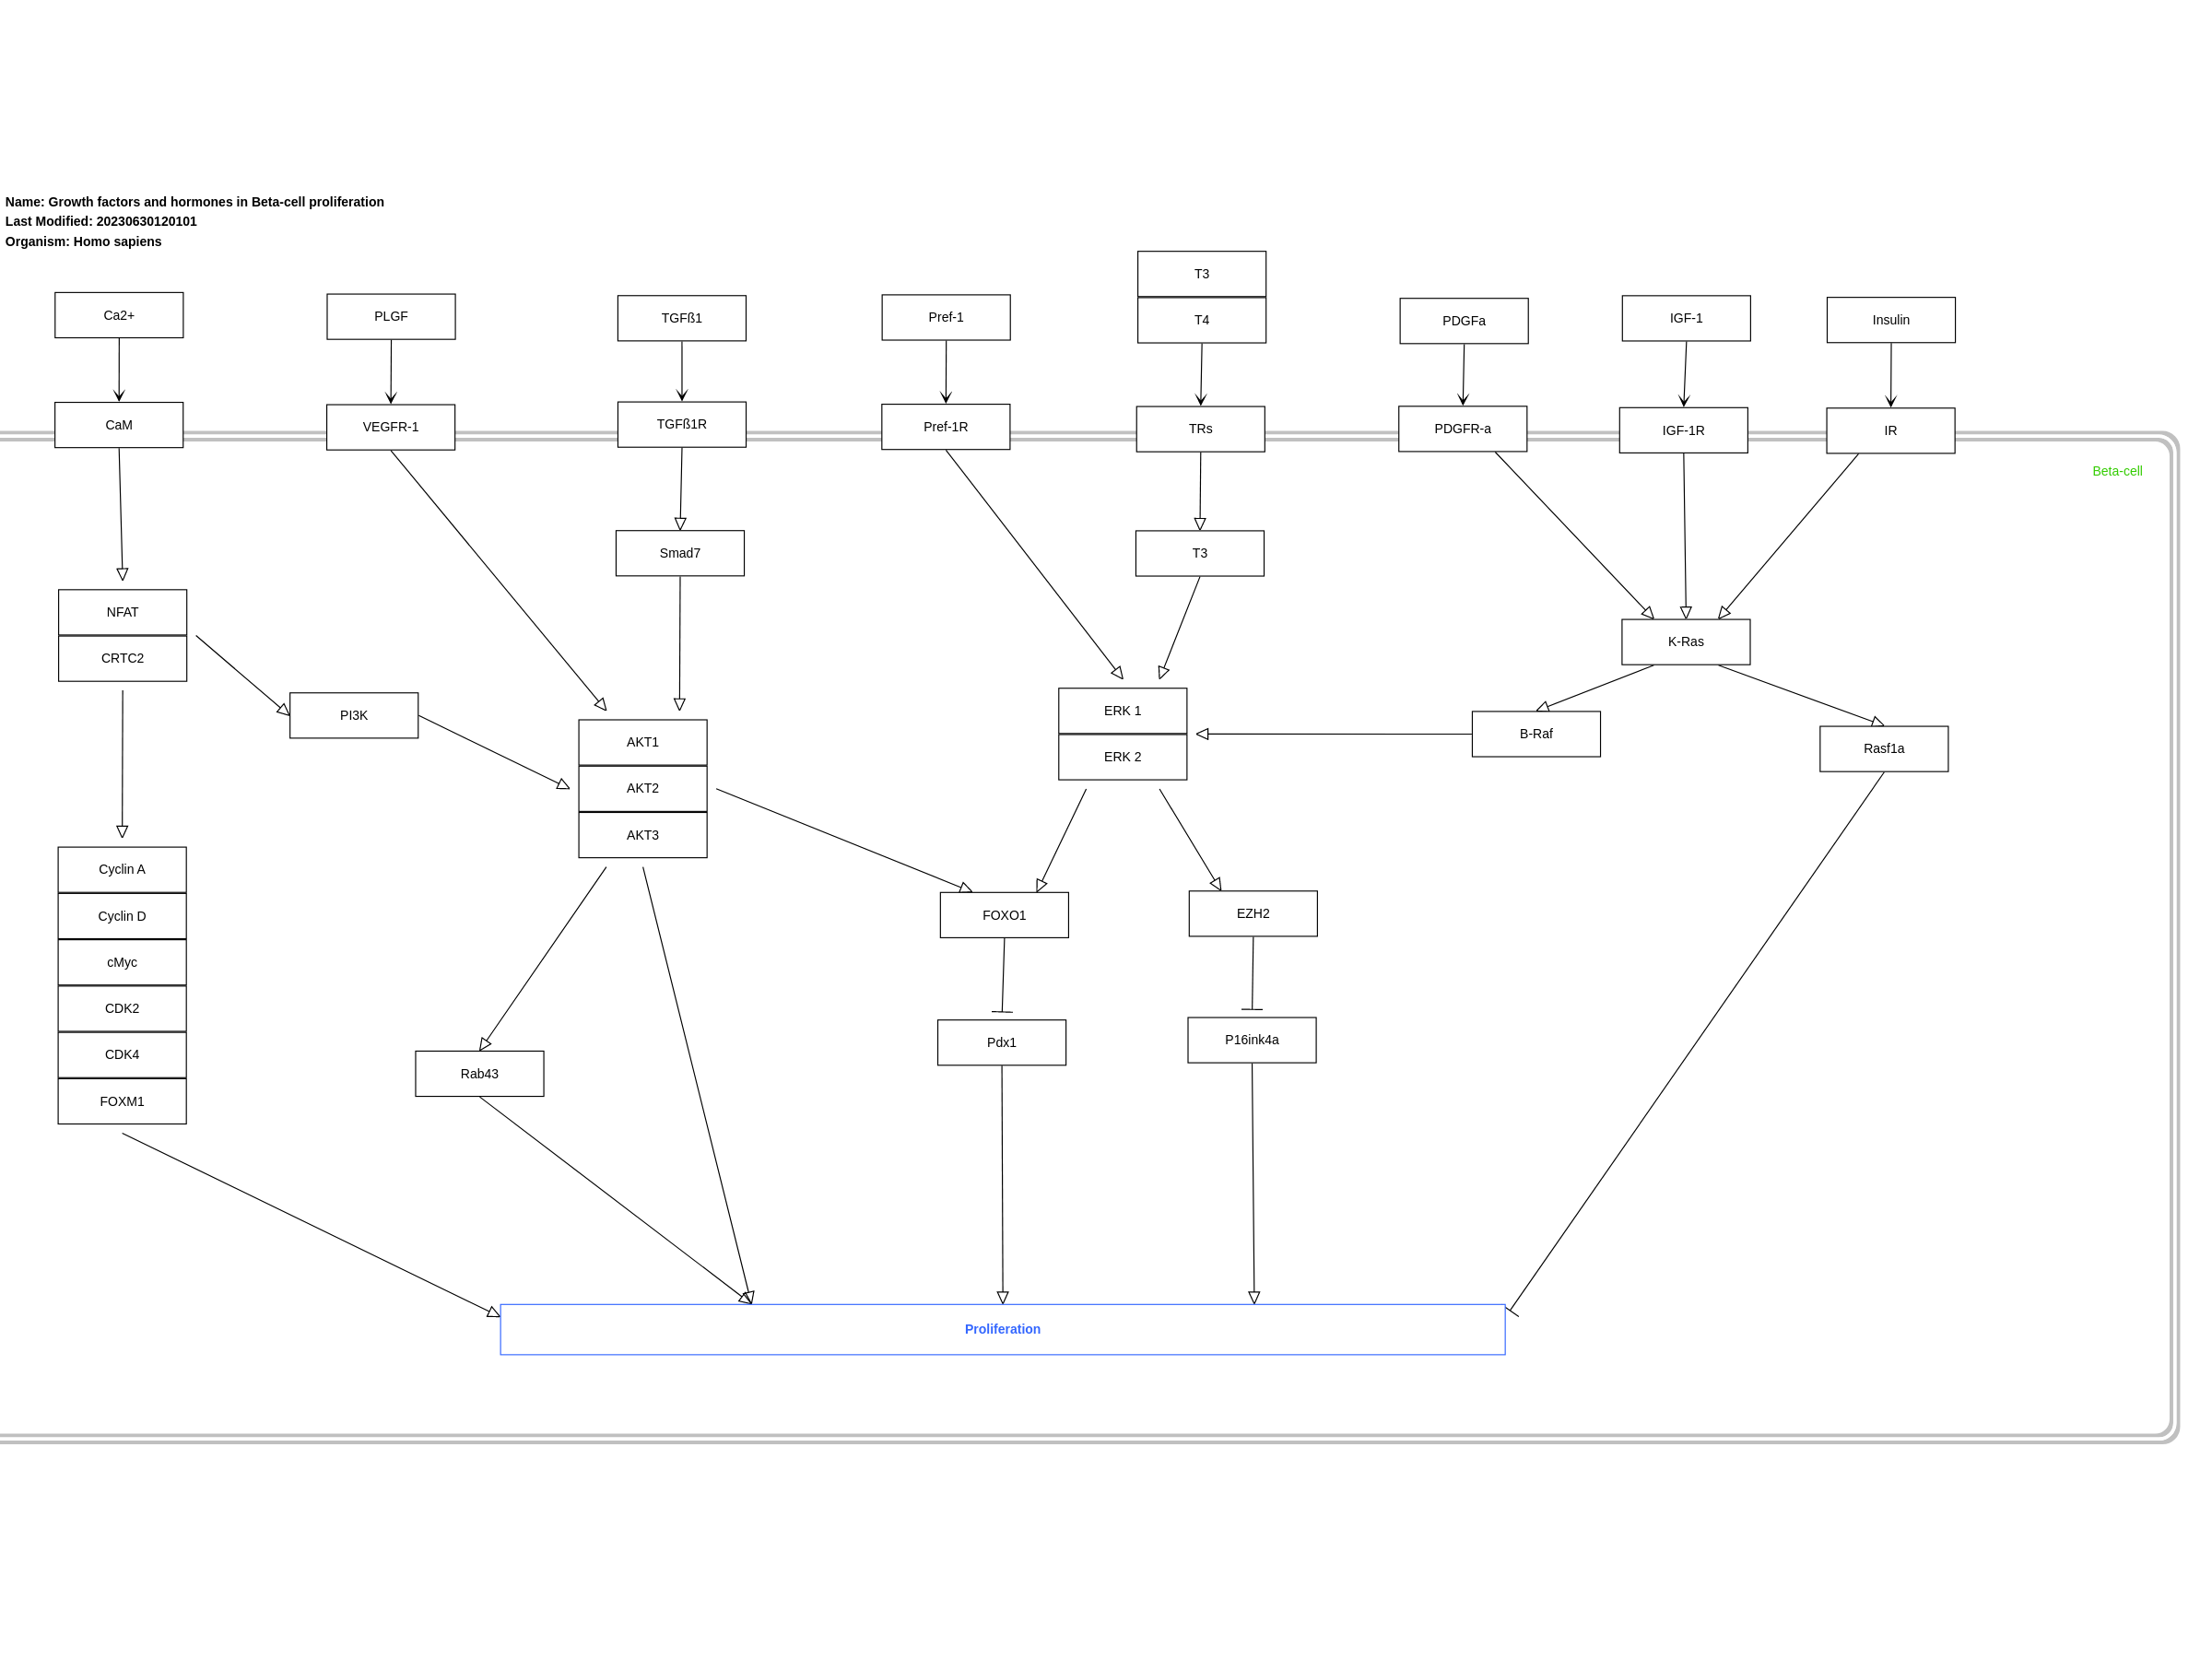 Name: Growth factors and hormones in Beta-cell proliferation
Last Modified: 20230630120101
Organism: Homo sapiens
T3
Ca2+
PLGF
TGFß1
Pref-1
T4
PDGFa
IGF-1
Insulin
CaM
VEGFR-1
TGFß1R
Pref-1R
TRs
PDGFR-a
IGF-1R
IR
Beta-cell
Smad7
T3
NFAT
CRTC2
K-Ras
PI3K
AKT1
AKT2
AKT3
ERK 1
ERK 2
B-Raf
Rasf1a
Cyclin A
Cyclin D
cMyc
CDK2
CDK4
FOXM1
FOXO1
EZH2
Rab43
Pdx1
P16ink4a
Proliferation